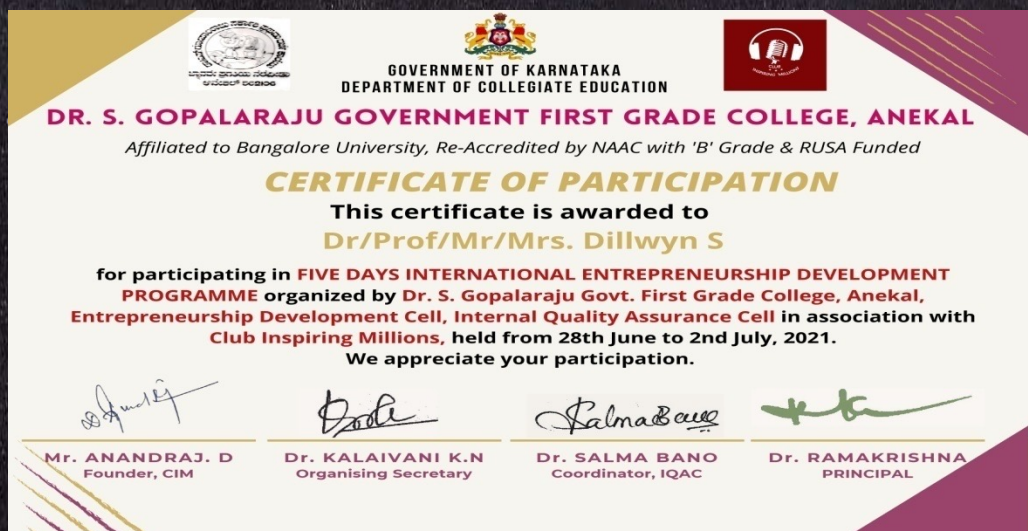 ಆನೇಕಲ್ ೫೬೨೧೦೬
GOVERNMENT OF KARNATAKA
DEPARTMENT OF COLLEGIATE EDUCATION
DR. S. GOPALARAJU GOVERNMENT FIRST GRADE COLLEGE, ANEKAL
Affiliated to Bangalore University, Re-Accredited by NAAC with 'B' Grade & RUSA Funded
CERTIFICATE OF PARTICIPATION
This certificate is awarded to
Dr/Prof/Mr/Mrs. Dillwyn S
for participating in FIVE DAYS INTERNATIONAL ENTREPRENEURSHIP DEVELOPMENT
PROGRAMME organized by Dr. S. Gopalaraju Govt. First Grade College, Anekal,
Entrepreneurship Development Cell, Internal Quality Assurance Cell in association with
Club Inspiring Millions, held from 28th June to 2nd July, 2021.
We appreciate your participation.
Salma Bano
Mr. ANANDRAJ. D
Founder, CIM
Dr. KALAIVANI K.N
Organising Secretary
Dr. SALMA BANO
Coordinator, IQAC
Dr. RAMAKRISHNA
PRINCIPAL